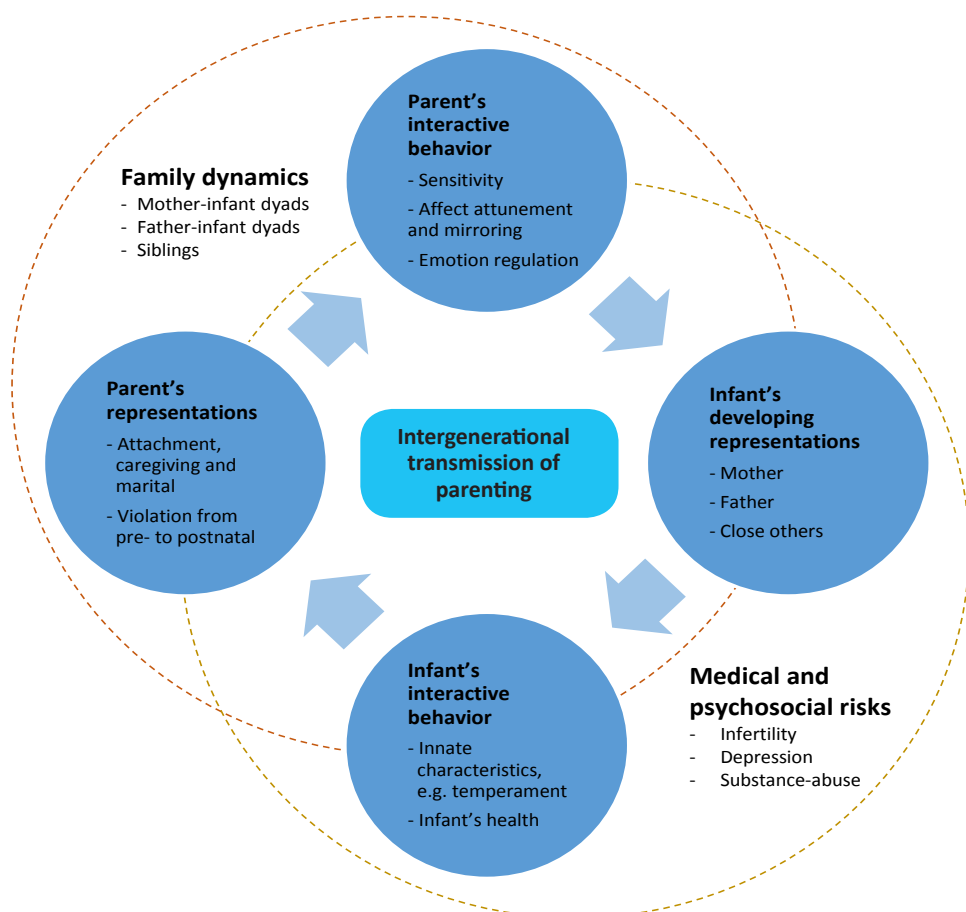 Parent's
interactive
behavior
- Sensitivity
- Affect attunement
and mirroring
- Emotion regulation
Family dynamics
- Mother-infant dyads
- Father-infant dyads
- Siblings
Parent's
representations
- Attachment,
caregiving and
marital
- Violation from
pre- to postnatal
Intergenerational
transmission of
parenting
Infant's
developing
representations
- Mother
- Father
- Close others
Infant's
interactive
behavior
- Innate
characteristics,
e.g. temperament
- Infant's health
Medical and
psychosocial risks
- Infertility
- Depression
- Substance-abuse